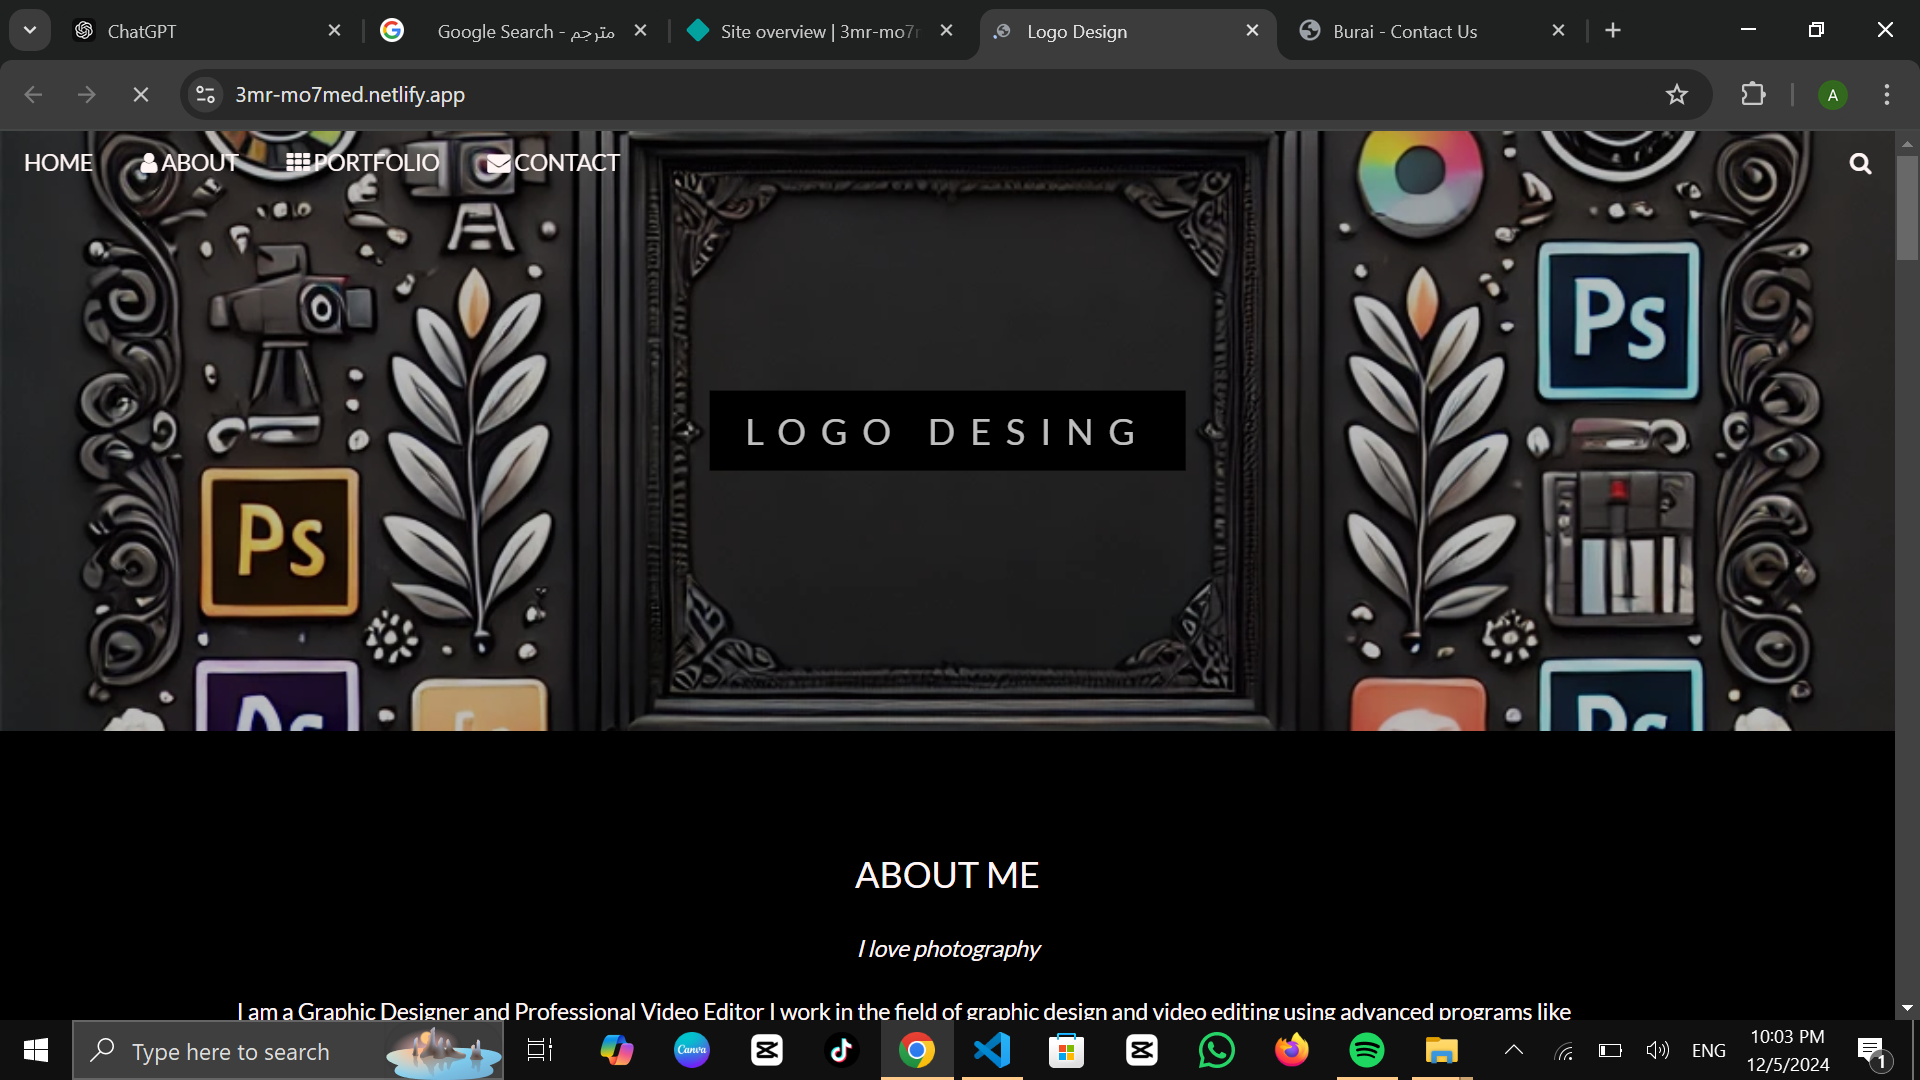 ChatGPT
Google Search - مترجم
Site overview | 3mr-mo7
Logo Design
Burai - Contact Us
3mr-mo7med.netlify.app
A
HOME
ABOUT
PORTFOLIO
CONTACT
Ps
LOGO DESING
Ps
ABOUT ME
I love photography
I am a Graphic Designer and Professional Video Editor I work in the field of graphic design and video editing using advanced programs like
Type here to search
Canva
ENG
10:03 PM
12/5/2024
1